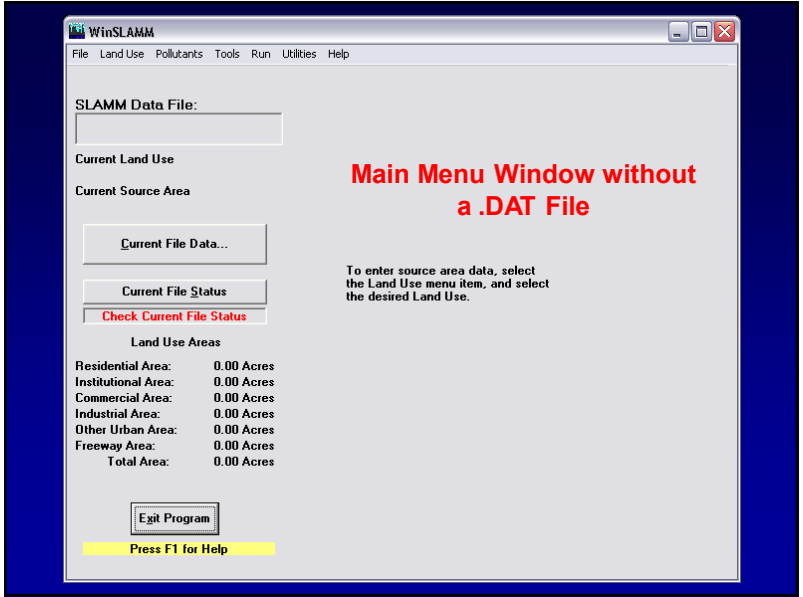 WinSLAMM
File Land Use Pollutants Tools Run Utilities Help
SLAMM Data File:
Current Land Use
Current Source Area
Main Menu Window without
a .DAT File
Current File Data...
To enter source area data, select
the Land Use menu item, and select
the desired Land Use.
Current File Status
Check Current File Status
Land Use Areas
Residential Area: 0.00 Acres
Institutional Area: 0.00 Acres
Commercial Area: 0.00 Acres
Industrial Area: 0.00 Acres
Other Urban Area: 0.00 Acres
Freeway Area: 0.00 Acres
Total Area: 0.00 Acres
Exit Program
Press F1 for Help